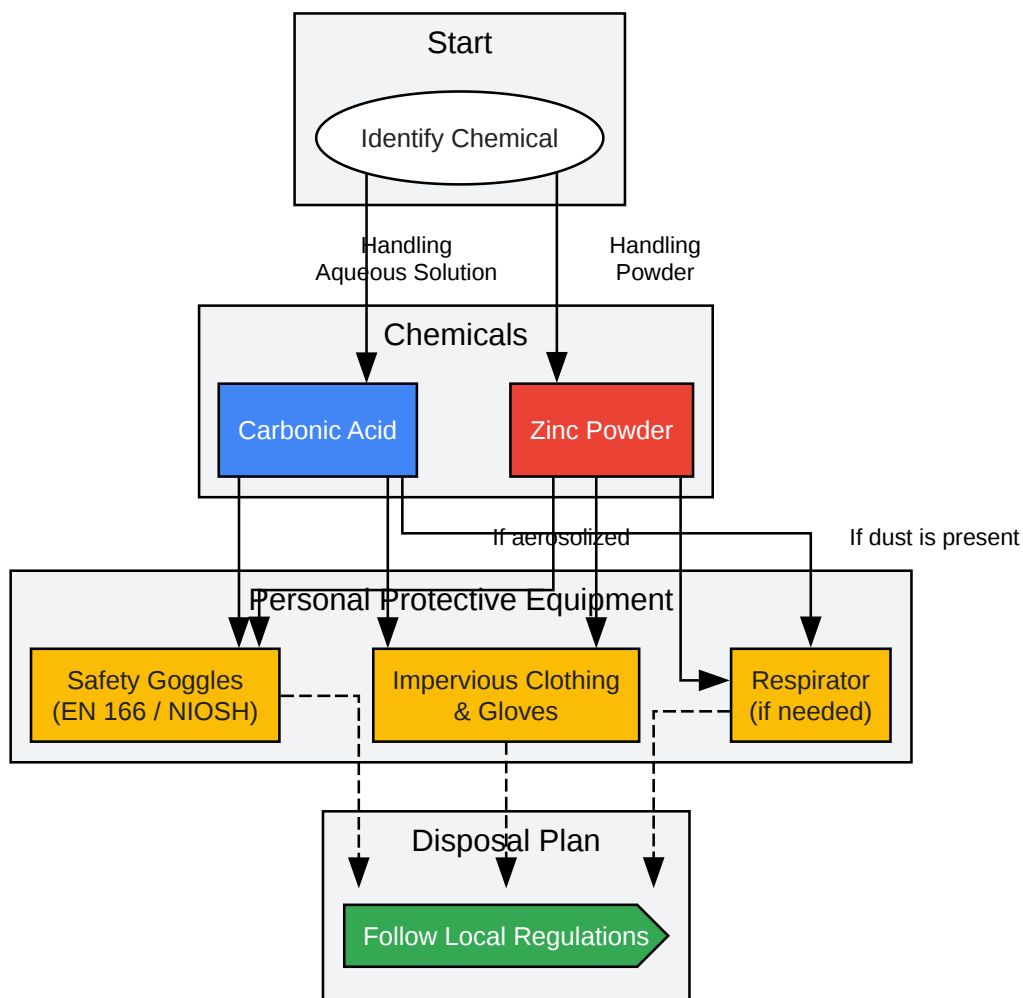 Start
Identify Chemical
Handling
Aqueous Solution
Handling
Powder
Chemicals
Carbonic Acid
Zinc Powder
If aerosolized
If dust is present
Personal Protective Equipment
Safety Goggles
(EN 166 / NIOSH)
Impervious Clothing
& Gloves
Respirator
(if needed)
Disposal Plan
Follow Local Regulations